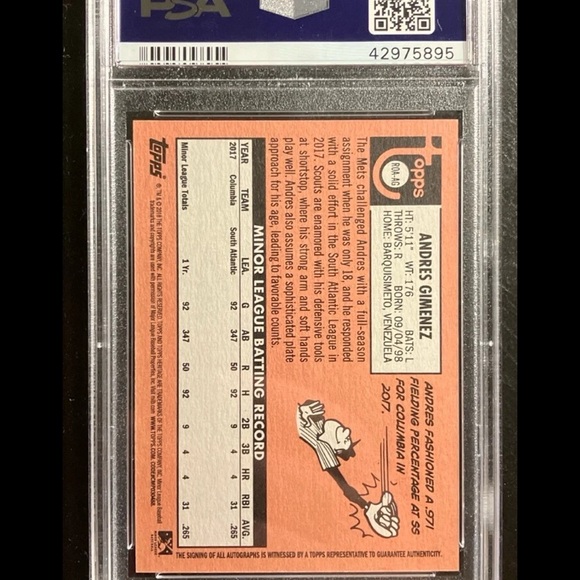 PSA
42975895
Topps
ROA-AG
ANDRES GIMENEZ
HT: 5'11" WT: 176 BATS: L
THROWS: R BORN: 09/04/98
HOME: BARQUISIMETO, VENEZUELA
The Mets challenged Andres with a full-season
assignment when he was only 18, and he responded
with a solid effort in the South Atlantic League in
2017. Scouts are enamored with his defensive tools
at shortstop, where his strong arm and soft hands
play well. Andres also assumes a sophisticated plate
approach for his age, leading to favorable counts.
ANDRES FASHIONED A .971
FIELDING PERCENTAGE AT SS
FOR COLUMBIA IN
2017.
MINOR LEAGUE BATTING RECORD
YEAR TEAM LEA. G AB R H 2B 3B HR RBI AVG.
2017 Columbia South Atlantic 92 347 50 92 9 4 4 31 .265
Minor League Totals 1 Yr. 92 347 50 92 9 4 4 31 .265
THE SIGNING OF ALL AUTOGRAPHS IS WITNESSED BY A TOPPS REPRESENTATIVE TO GUARANTEE AUTHENTICITY.
Topps